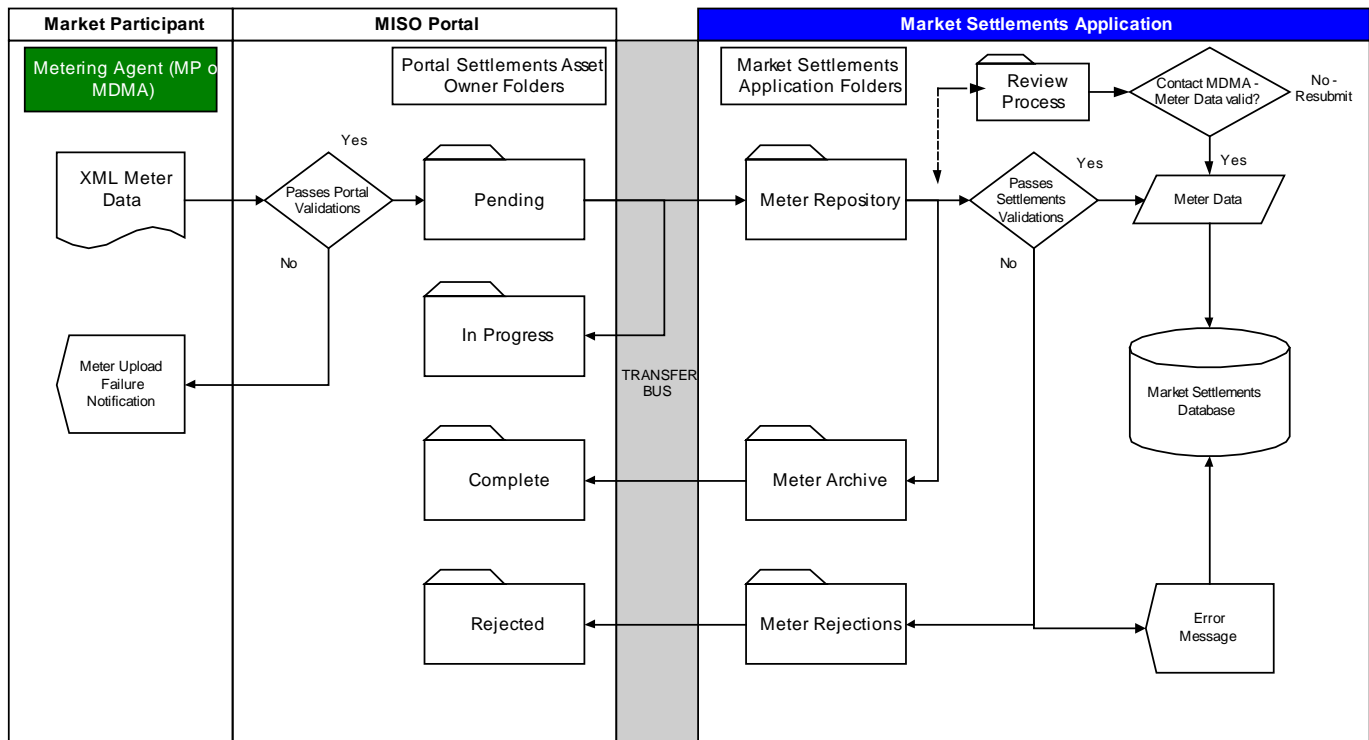 Market Participant
MISO Portal
Market Settlements Application
Metering Agent (MP o
MDMA)
Portal Settlements Asset
Owner Folders
Market Settlements
Application Folders
Review
Process
Contact MDMA -
Meter Data valid?
No -
Resubmit
XML Meter
Data
Yes
Passes Portal
Validations
No
Pending
Meter Repository
Passes
Settlements
Validations
Yes
No
Yes
Meter Data
In Progress
Meter Upload
Failure
Notification
TRANSFER
BUS
Market Settlements
Database
Complete
Meter Archive
Rejected
Meter Rejections
Error
Message